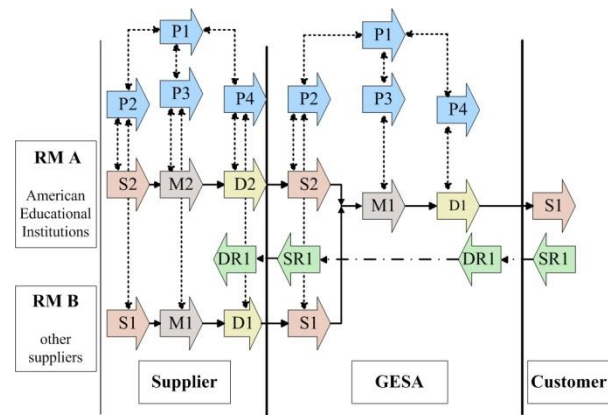 P1
P1
P2
P3
P4
P2
P3
P4
RM A
American
Educational
Institutions
S2
M2
D2
S2
M1
D1
S1
DR1
SR1
DR1
SR1
RM B
other
suppliers
S1
M1
D1
S1
Supplier
GESA
Customer